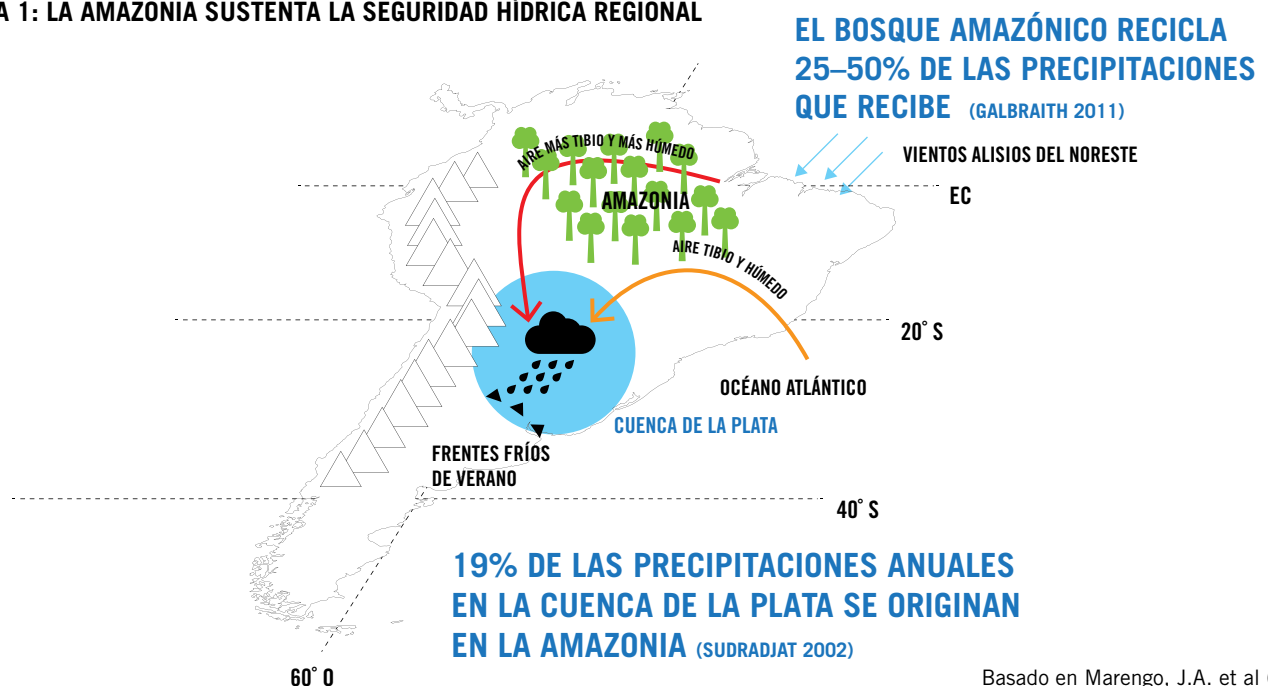 A 1: LA AMAZONIA SUSTENTA LA SEGURIDAD HÍDRICA REGIONAL
EL BOSQUE AMAZÓNICO RECICLA
25–50% DE LAS PRECIPITACIONES
QUE RECIBE (GALBRAITH 2011)
VIENTOS ALISIOS DEL NORESTE
AIRE MÁS TIBIO Y MÁS HÚMEDO
EC
AMAZONIA
AIRE TIBIO Y HÚMEDO
20° S
OCÉANO ATLÁNTICO
CUENCA DE LA PLATA
FRENTES FRÍOS
DE VERANO
40° S
19% DE LAS PRECIPITACIONES ANUALES
EN LA CUENCA DE LA PLATA SE ORIGINAN
EN LA AMAZONIA (SUDRADJAT 2002)
60° O
Basado en Marengo, J.A. et al